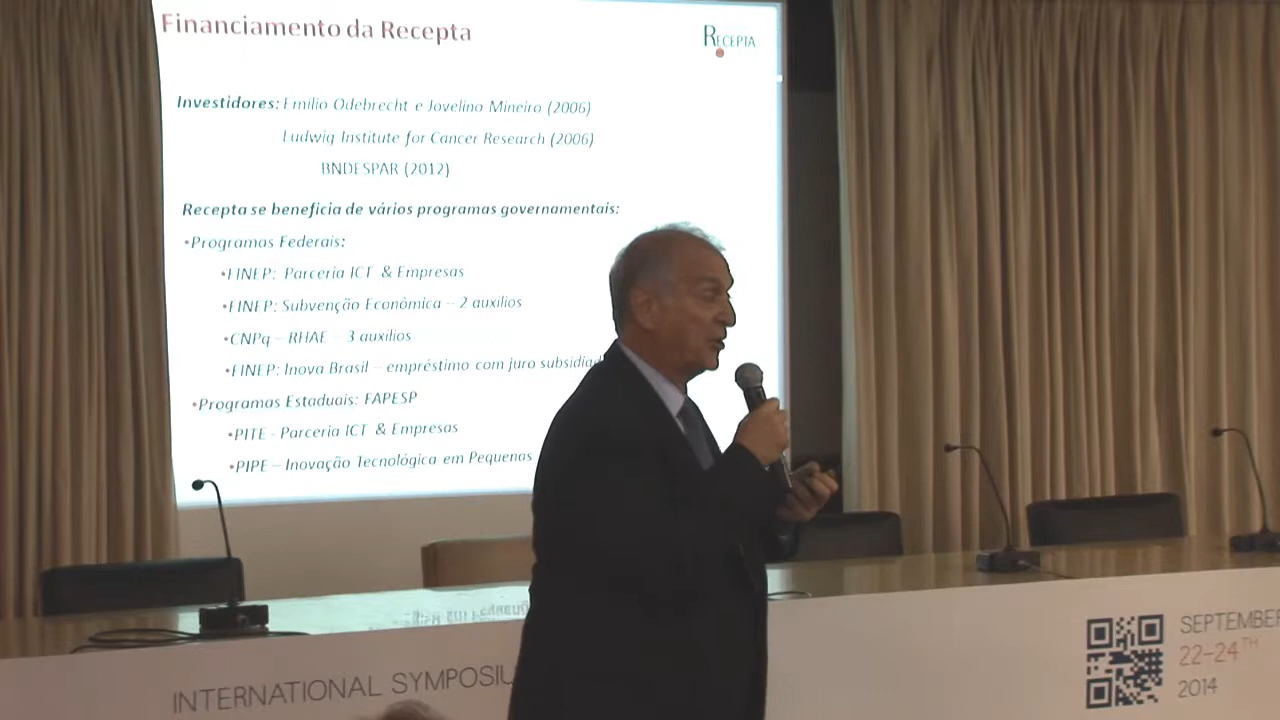 Financiamento da Recepta
RECEPTA
Investidores: Emílio Odebrecht e Jovelino Mineiro (2006)
Ludwig Institute for Cancer Research (2006)
BNDESPAR (2012)
Recepta se beneficia de vários programas governamentais:
•Programas Federais:
•FINEP: Parceria ICT & Empresas
•FINEP: Subvenção Econômica – 2 auxílios
•CNPq – RHAE – 3 auxílios
•FINEP: Inova Brasil – empréstimo com juro subsidiad
•Programas Estaduais: FAPESP
•PITE - Parceria ICT & Empresas
•PIPE – Inovação Tecnológica em Pequenas
INTERNATIONAL SYMPOSIU
SEPTEMBER
22–24TH
2014